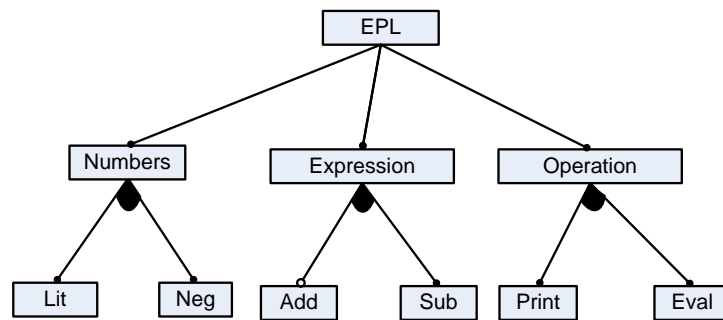 EPL
Numbers Expression Operation
Lit Neg Add Sub Print Eval